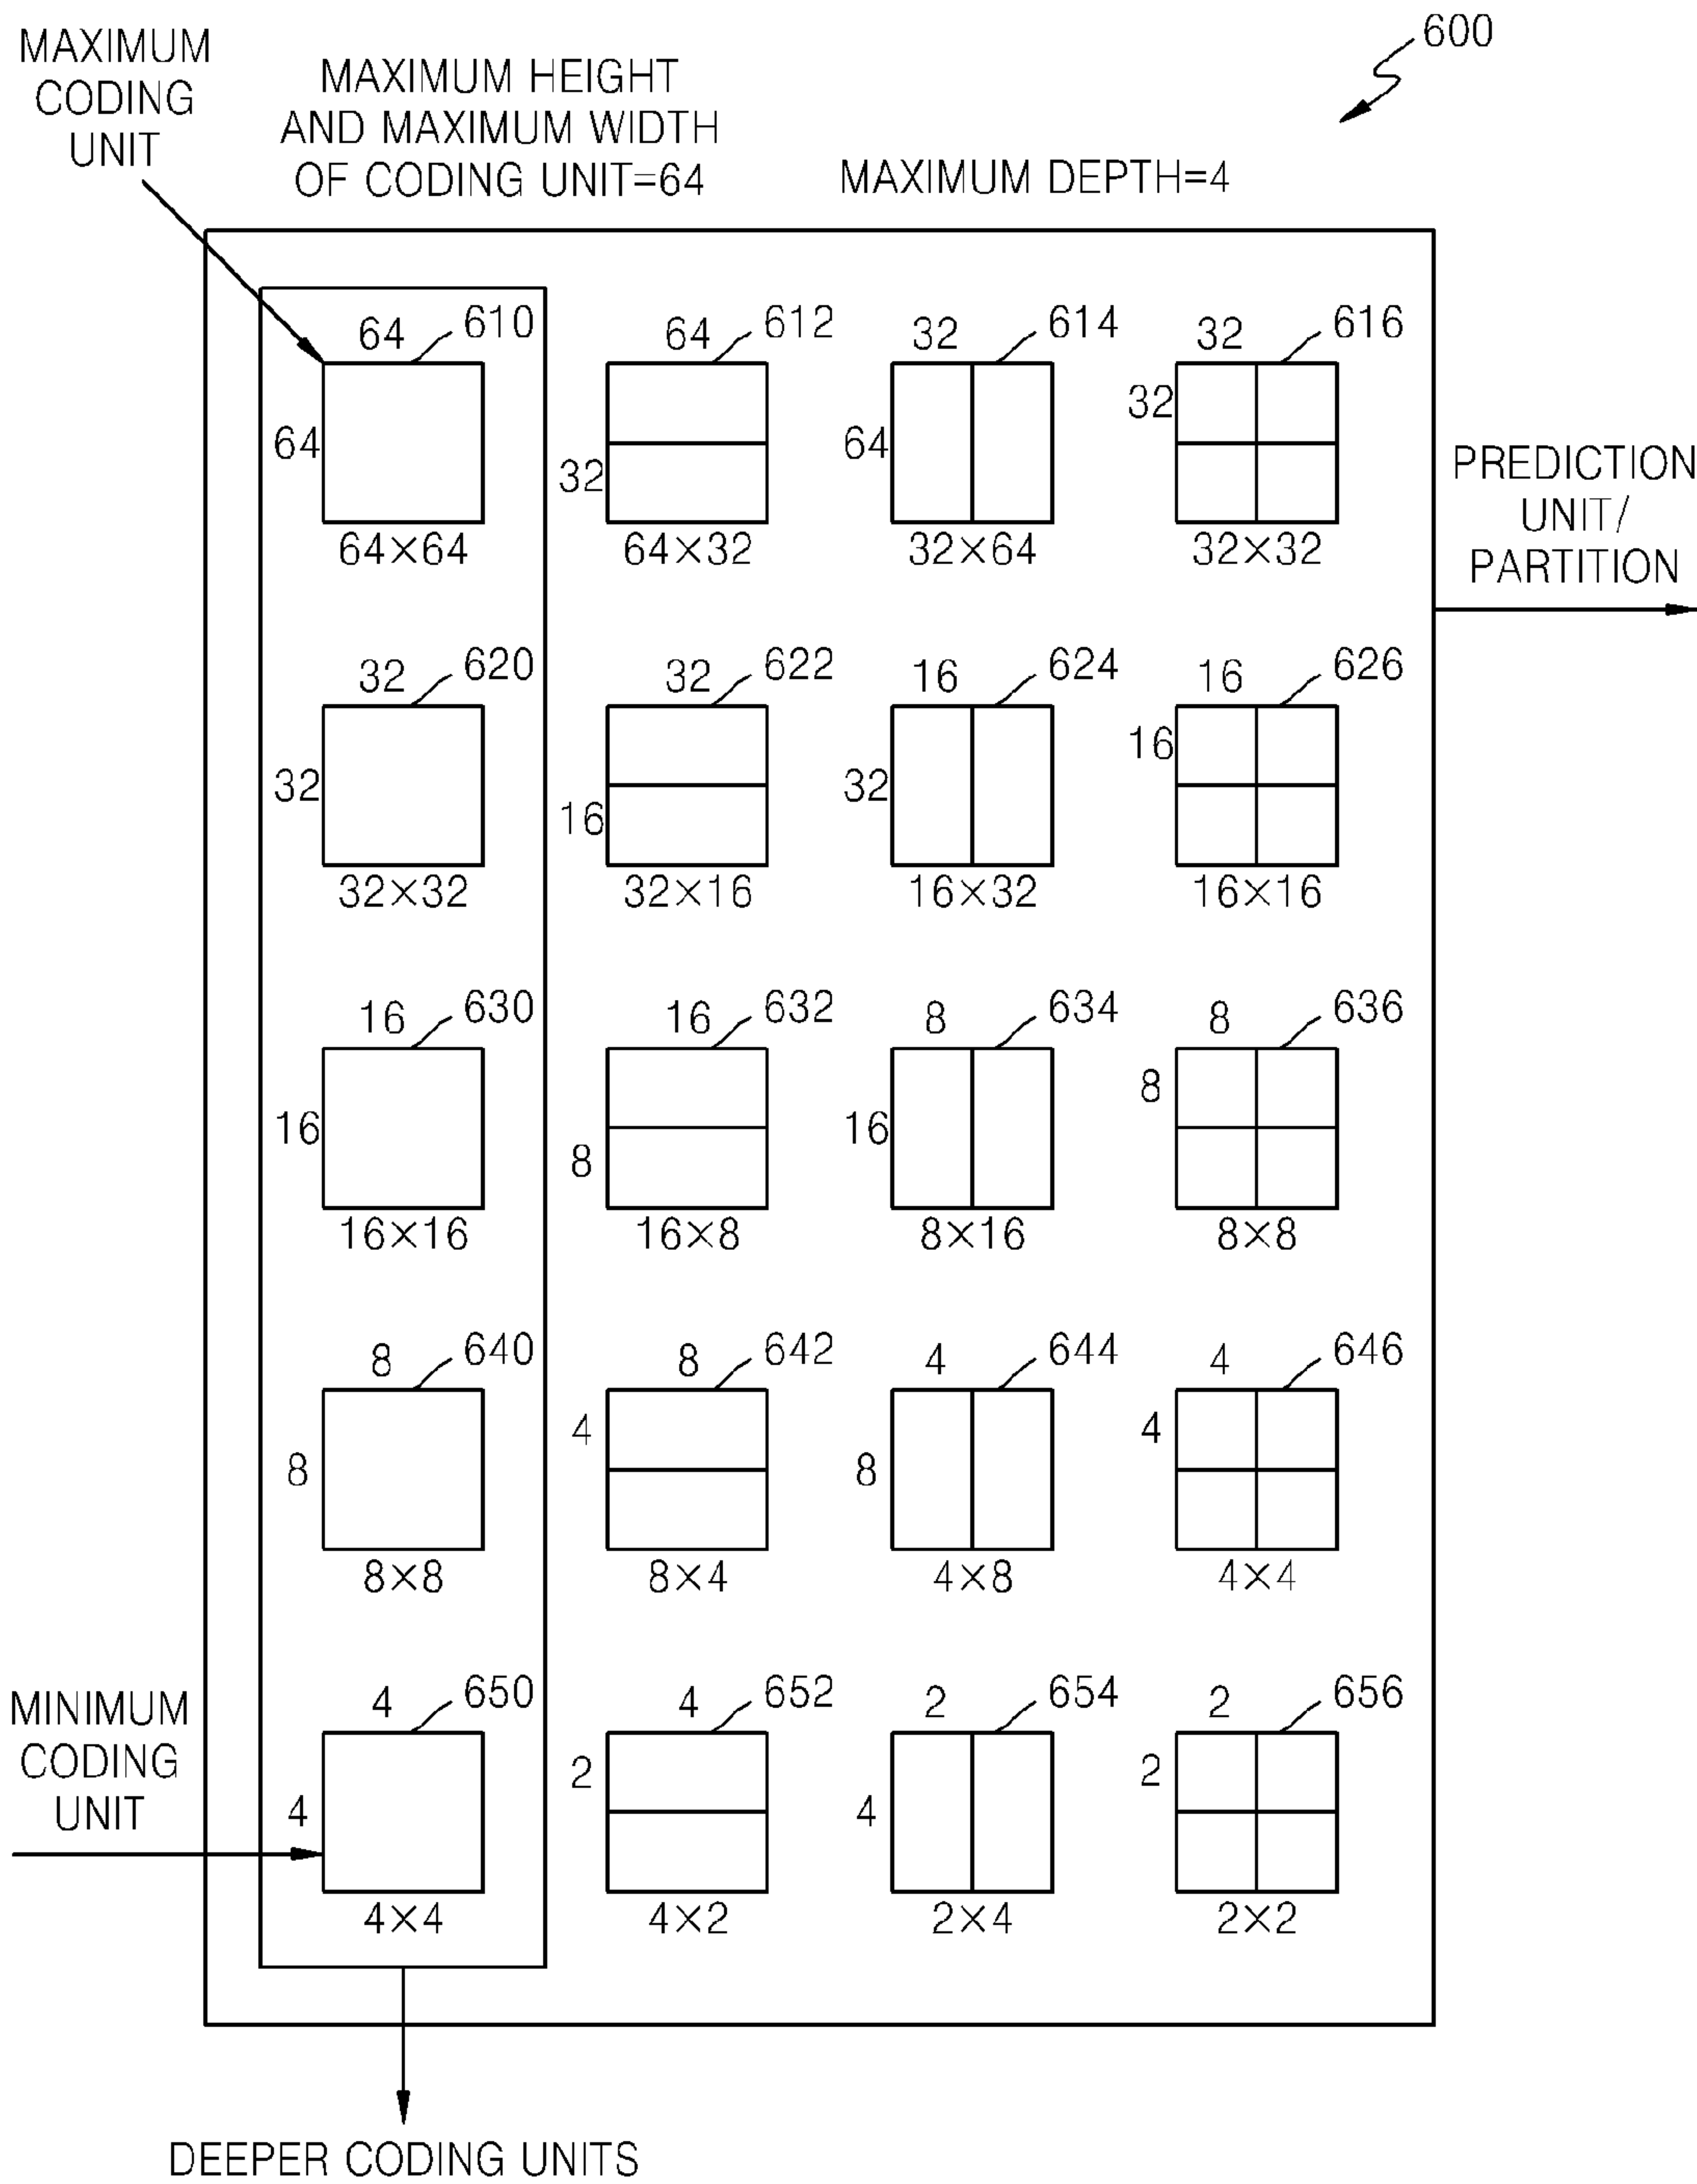 600
MAXIMUM
CODING
UNIT
MAXIMUM HEIGHT
AND MAXIMUM WIDTH
OF CODING UNIT=64
MAXIMUM DEPTH=4
64 610 64 612 32 614 32 616
64 32 64 32
64×64 64×32 32×64 32×32
PREDICTION
UNIT/
PARTITION
32 620 32 622 16 624 16 626
32 16 32 16
32×32 32×16 16×32 16×16
16 630 16 632 8 634 8 636
16 8 16 8
16×16 16×8 8×16 8×8
8 640 8 642 4 644 4 646
8 4 8 4
8×8 8×4 4×8 4×4
MINIMUM
CODING
UNIT
4 650 4 652 2 654 2 656
4 2 4 2
4×4 4×2 2×4 2×2
DEEPER CODING UNITS